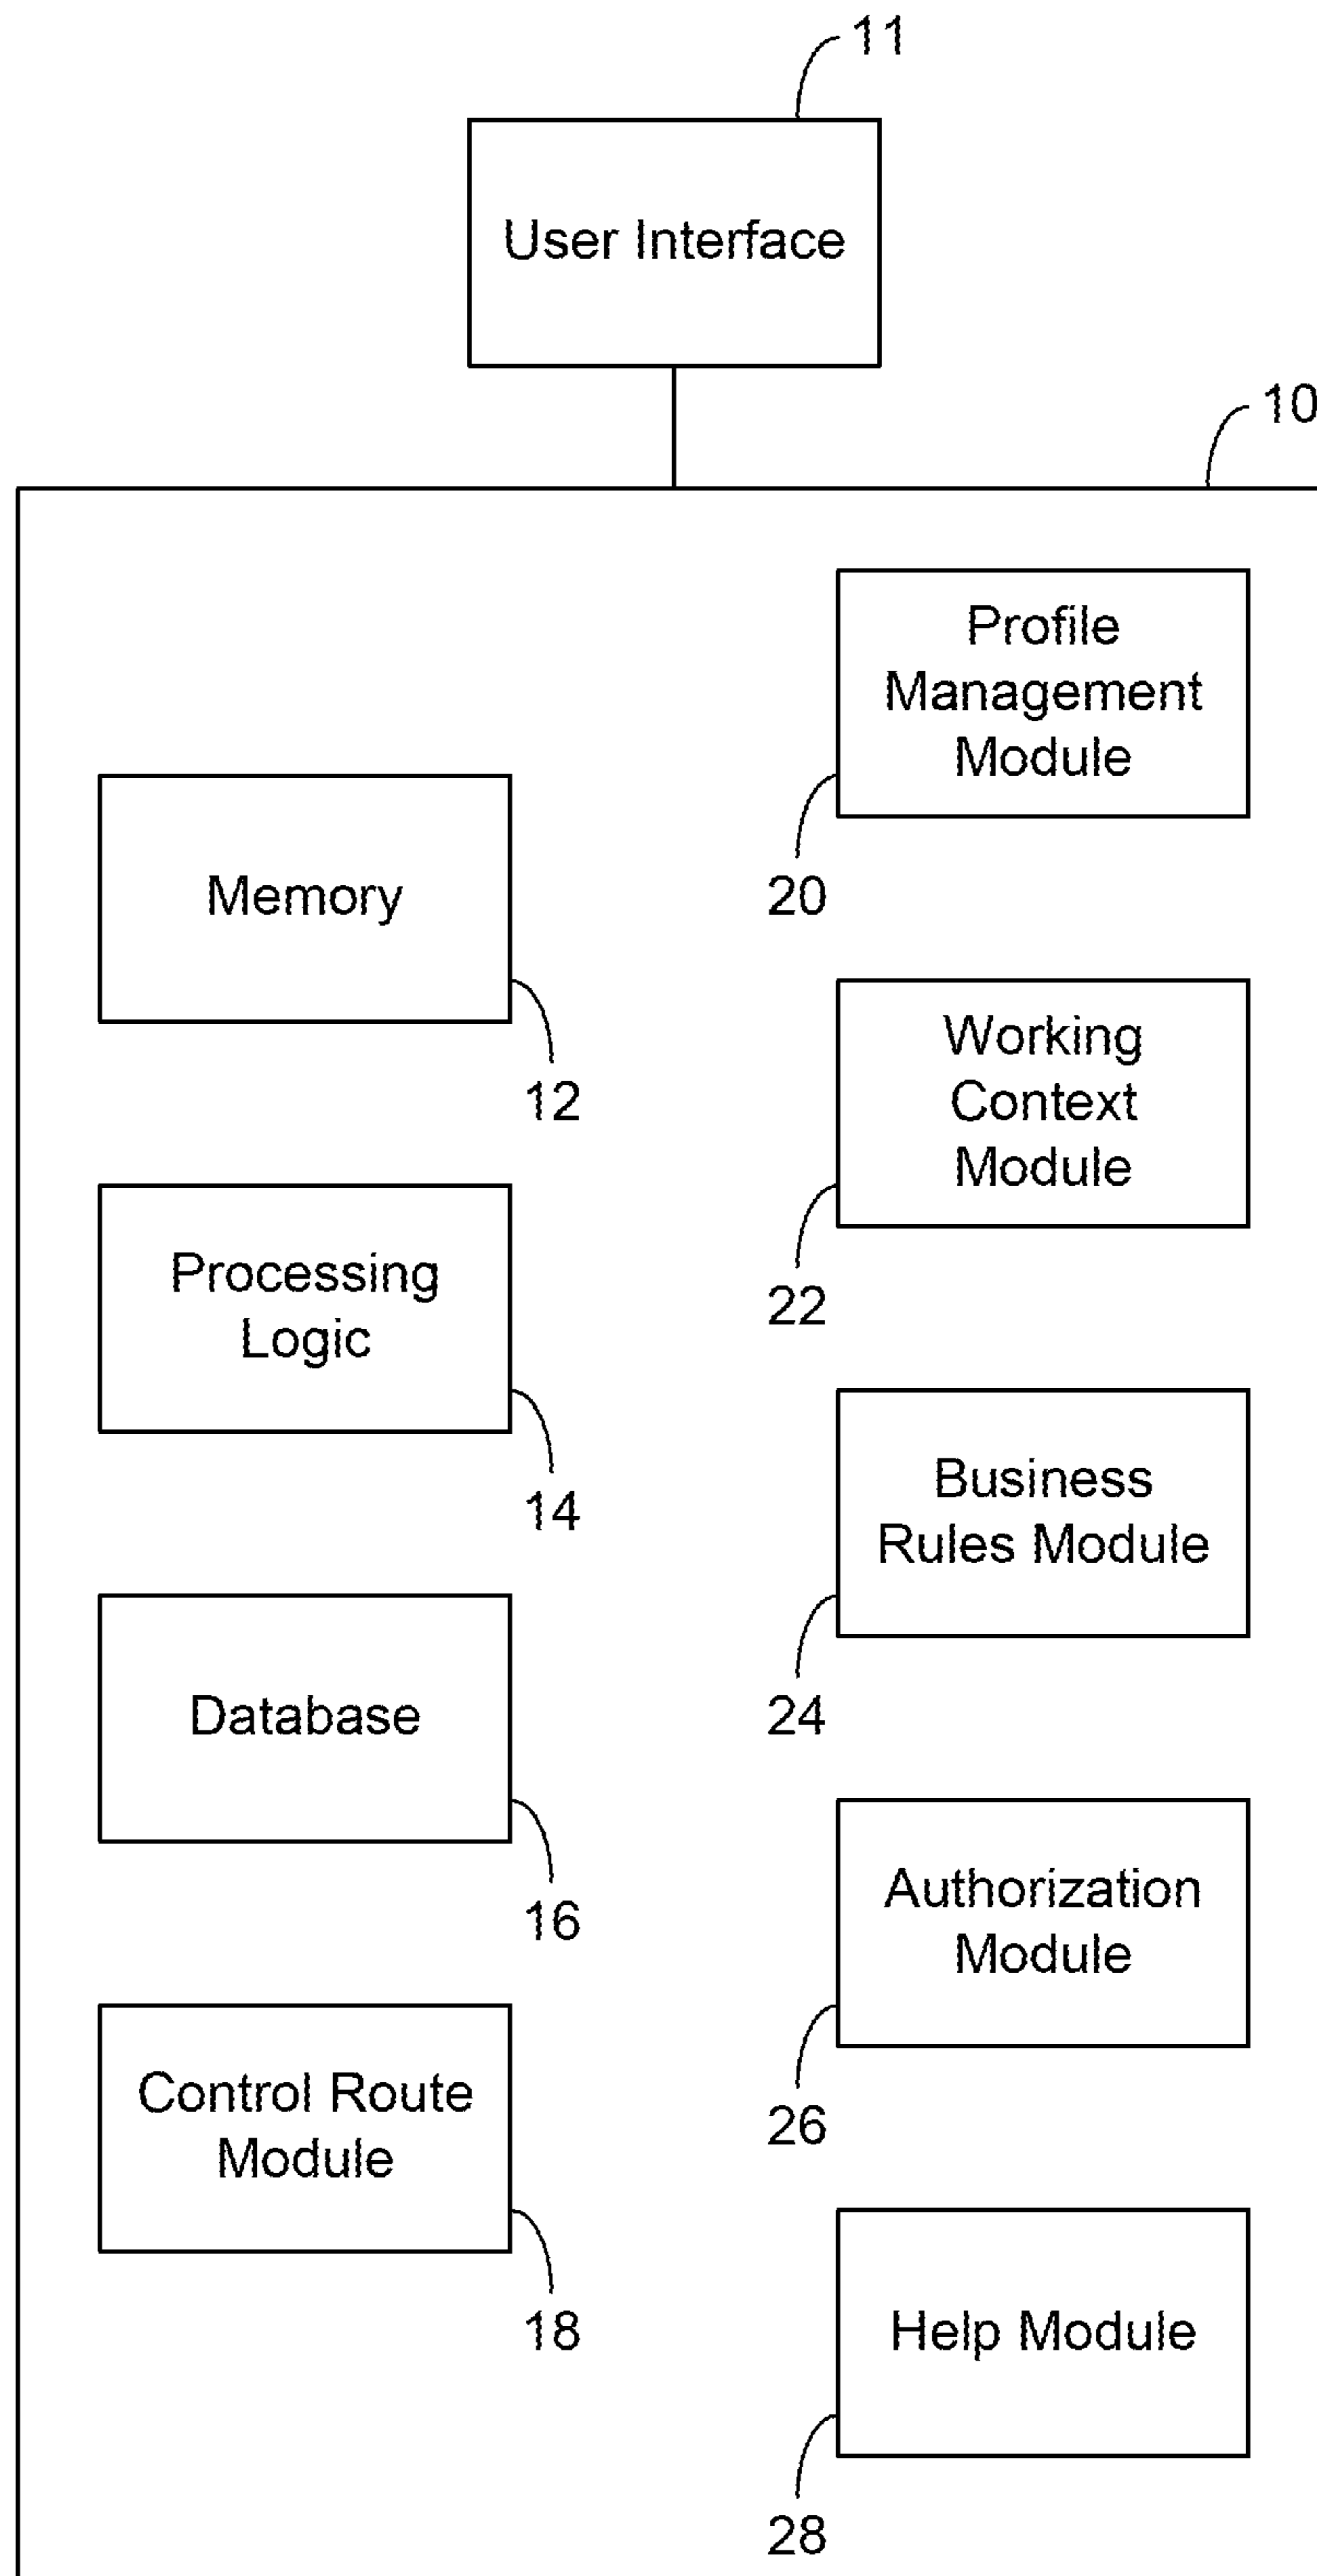 11
User Interface
10
Profile
Management
Module
20
Memory
12
Working
Context
Module
22
Processing
Logic
14
Business
Rules Module
24
Database
16
Authorization
Module
26
Control Route
Module
18
Help Module
28